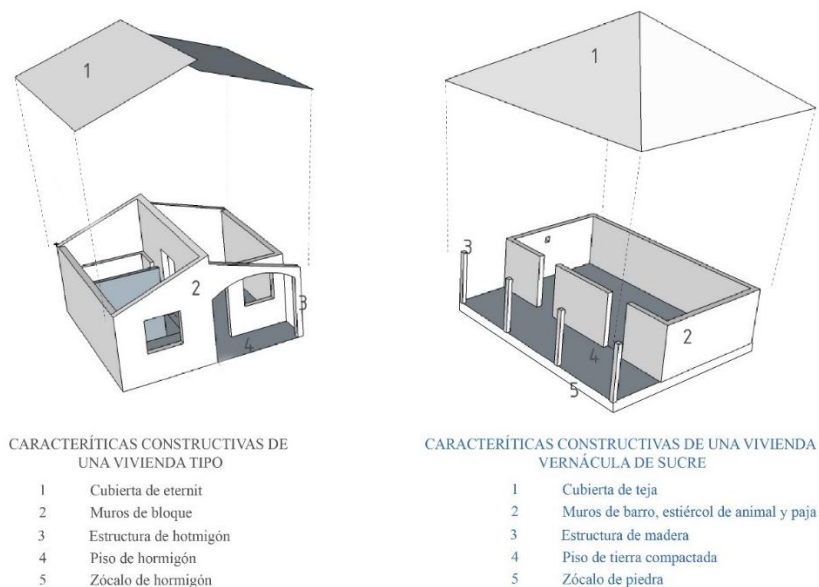 1
2
3
4
1
3
2
4
5
CARACTERÍTICAS CONSTRUCTIVAS DE
UNA VIVIENDA TIPO
1 Cubierta de eternit
2 Muros de bloque
3 Estructura de hotmigón
4 Piso de hormigón
5 Zócalo de hormigón
CARACTERÍTICAS CONSTRUCTIVAS DE UNA VIVIENDA
VERNÁCULA DE SUCRE
1 Cubierta de teja
2 Muros de barro, estiércol de animal y paja
3 Estructura de madera
4 Piso de tierra compactada
5 Zócalo de piedra